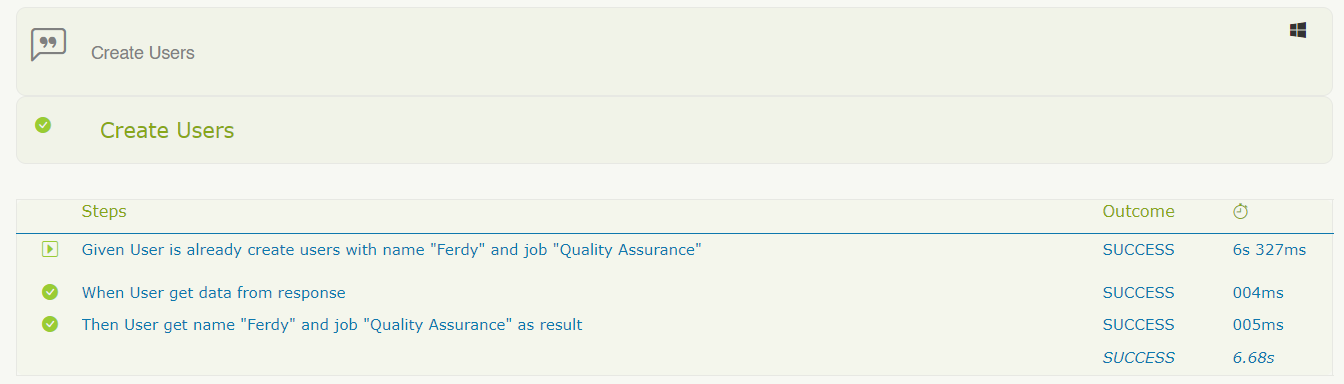 Create Users
Create Users
Steps Outcome
Given User is already create users with name "Ferdy" and job "Quality Assurance" SUCCESS 6s 327ms
When User get data from response SUCCESS 004ms
Then User get name "Ferdy" and job "Quality Assurance" as result SUCCESS 005ms
SUCCESS 6.68s